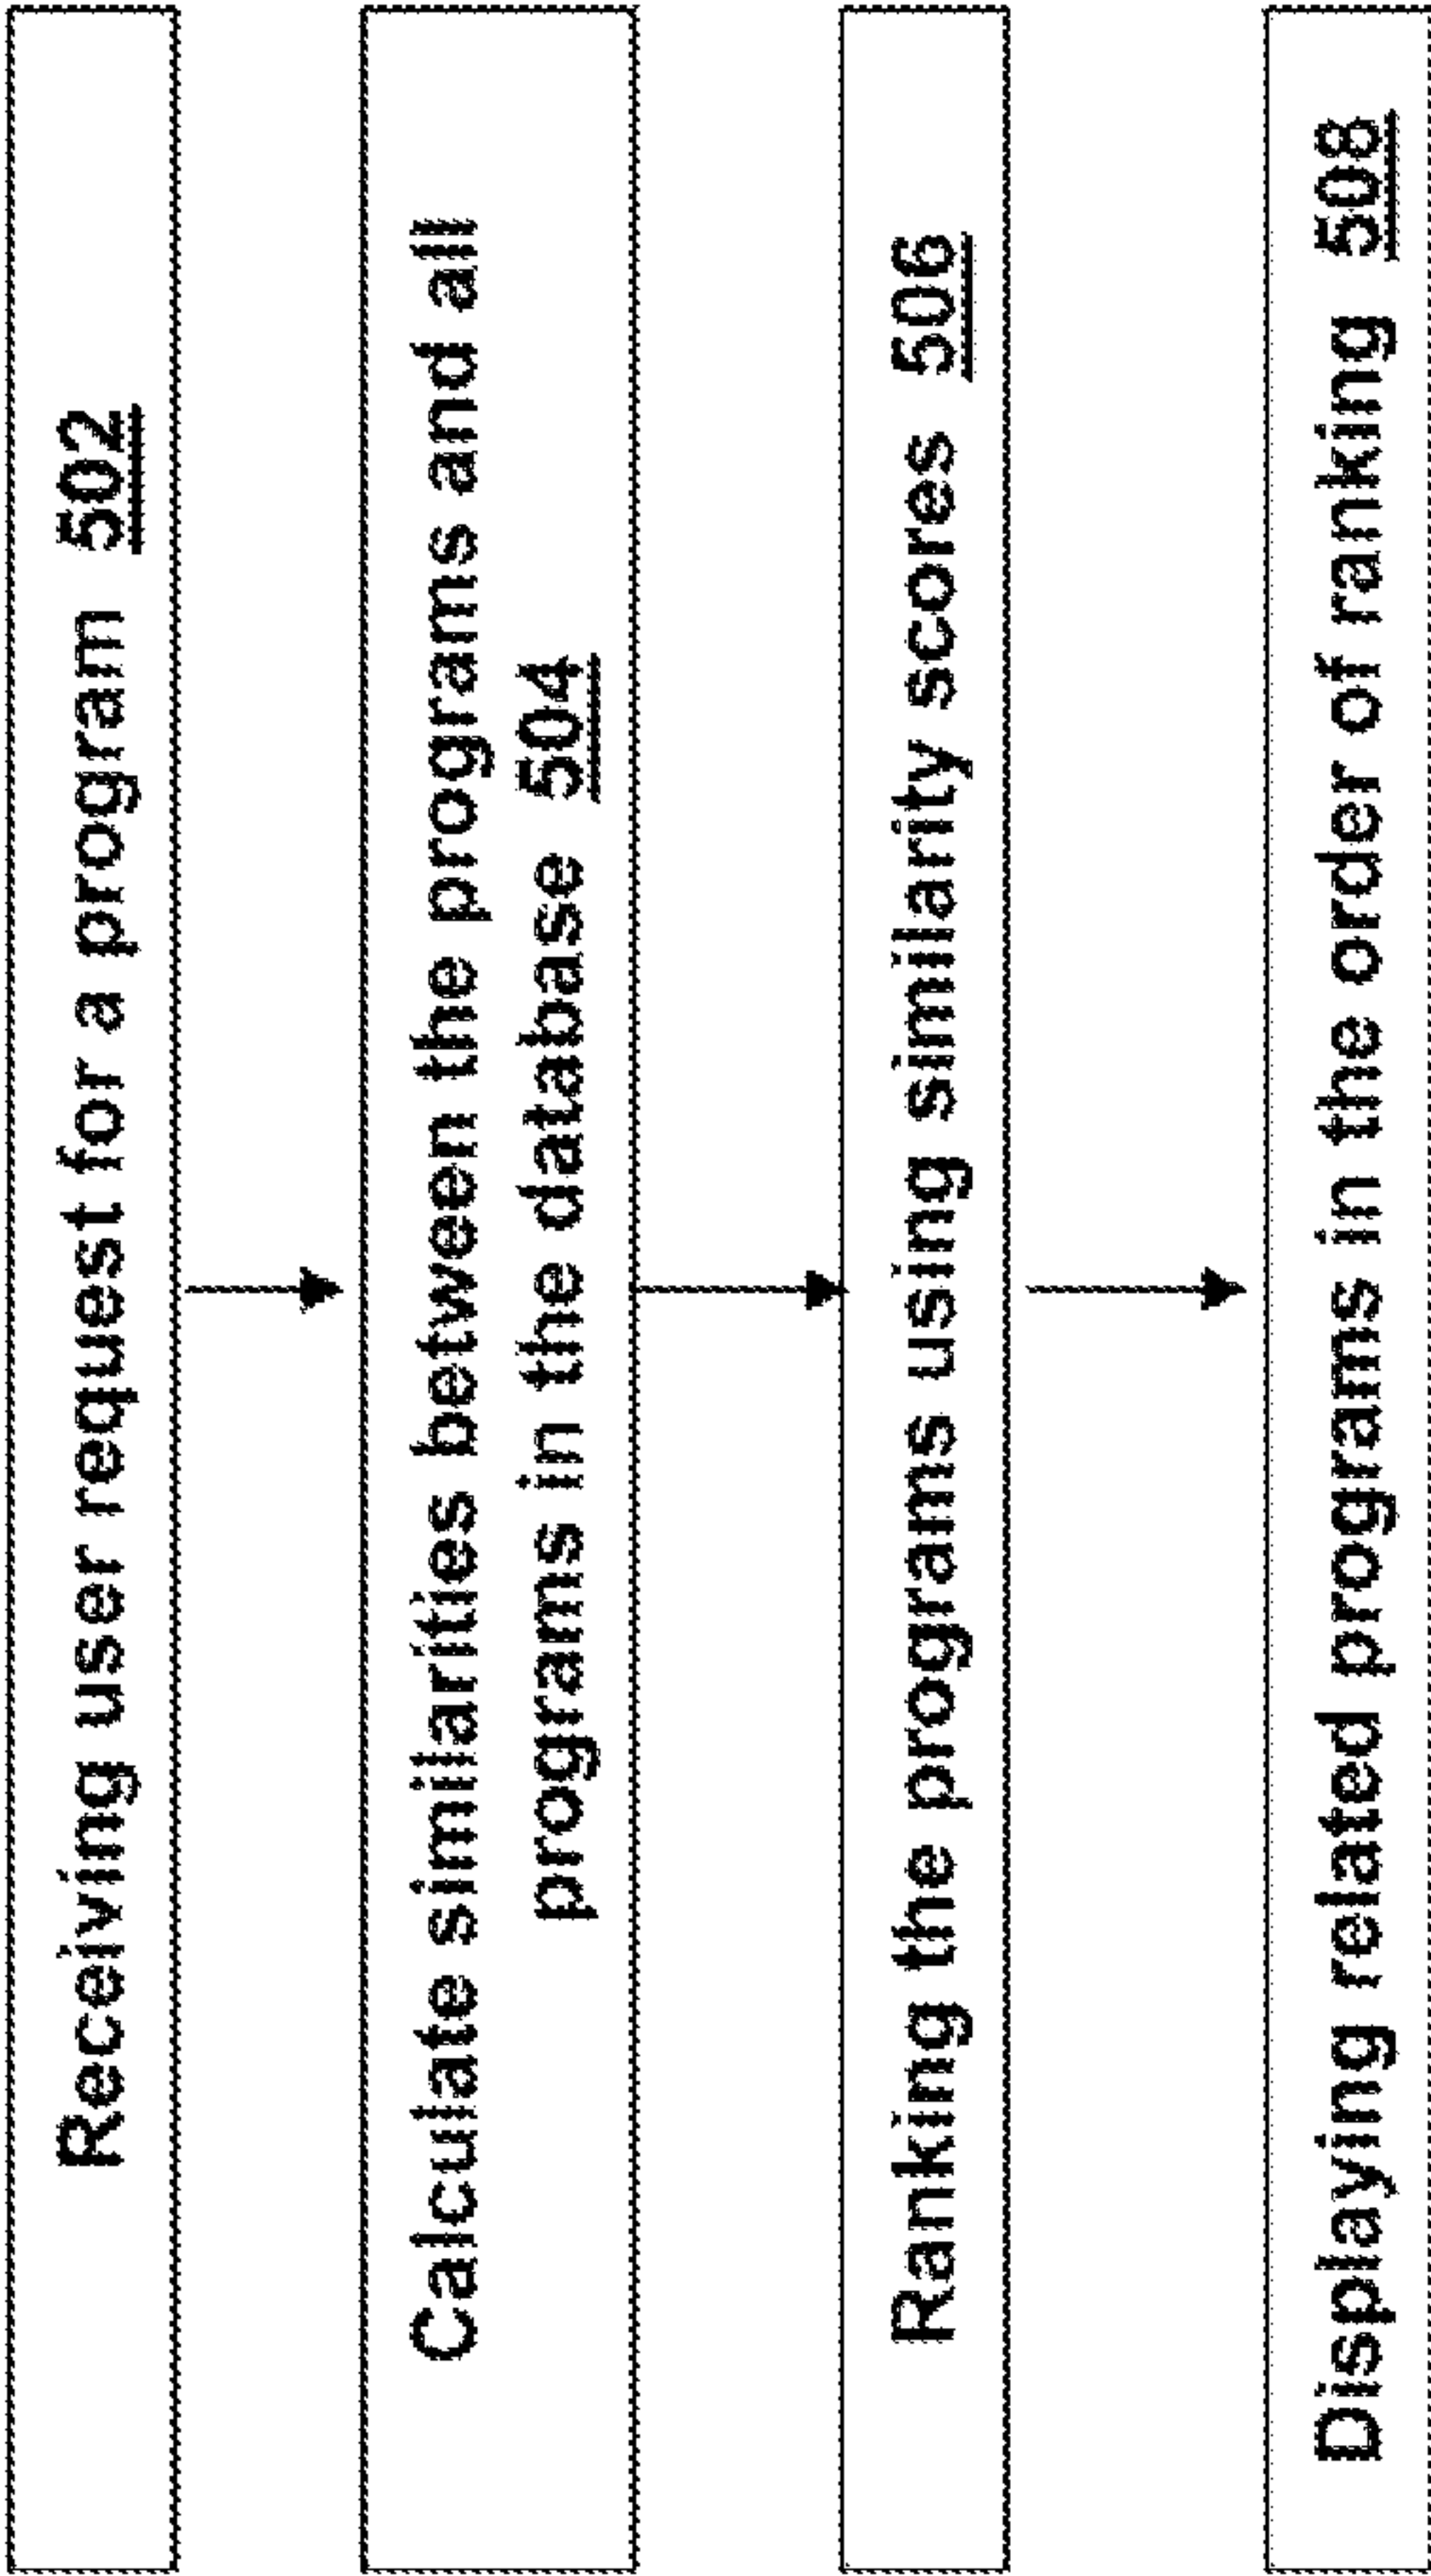 Receiving user request for a program 502
Calculate similarities between the programs and all
programs in the database 504
Ranking the programs using similarity scores 506
Displaying related programs in the order of ranking 508